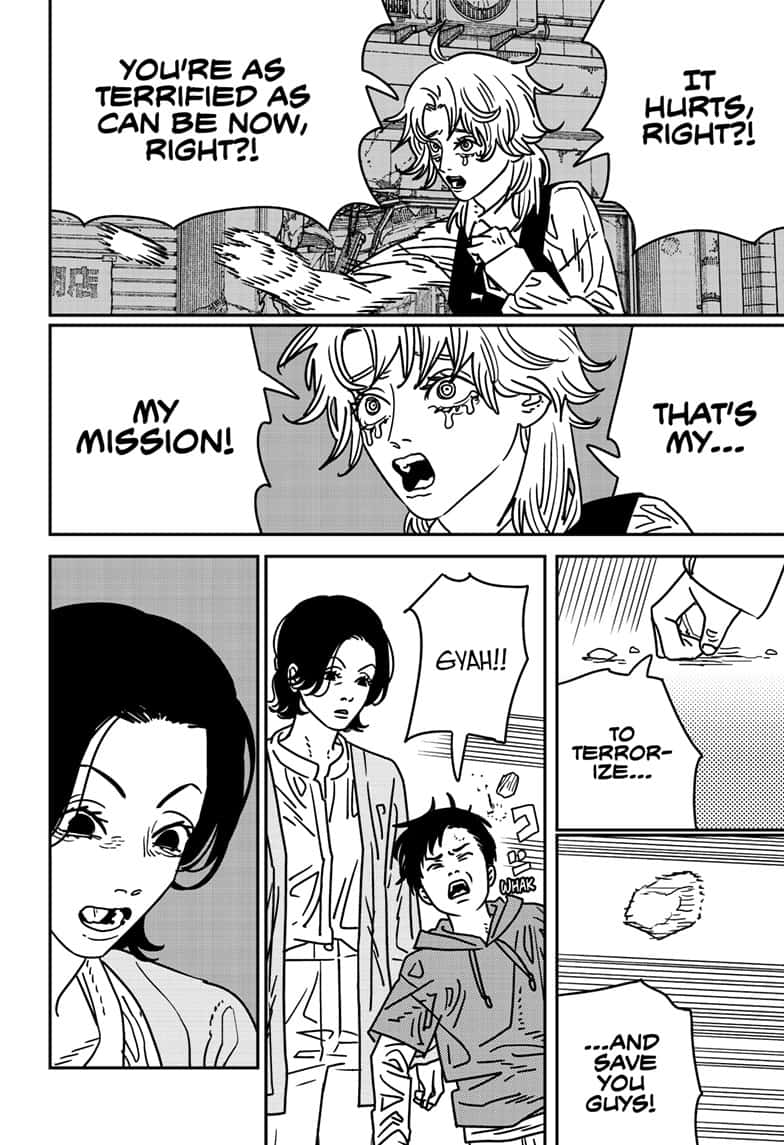 IT
HURTS,
RIGHT?!
YOU'RE AS
TERRIFIED AS
CAN BE NOW,
RIGHT?!
THAT'S
MY...
MY
MISSION!
TO
TERROR-
IZE...
...AND
SAVE
YOU
GUYS!
GYAH!!
WHAK